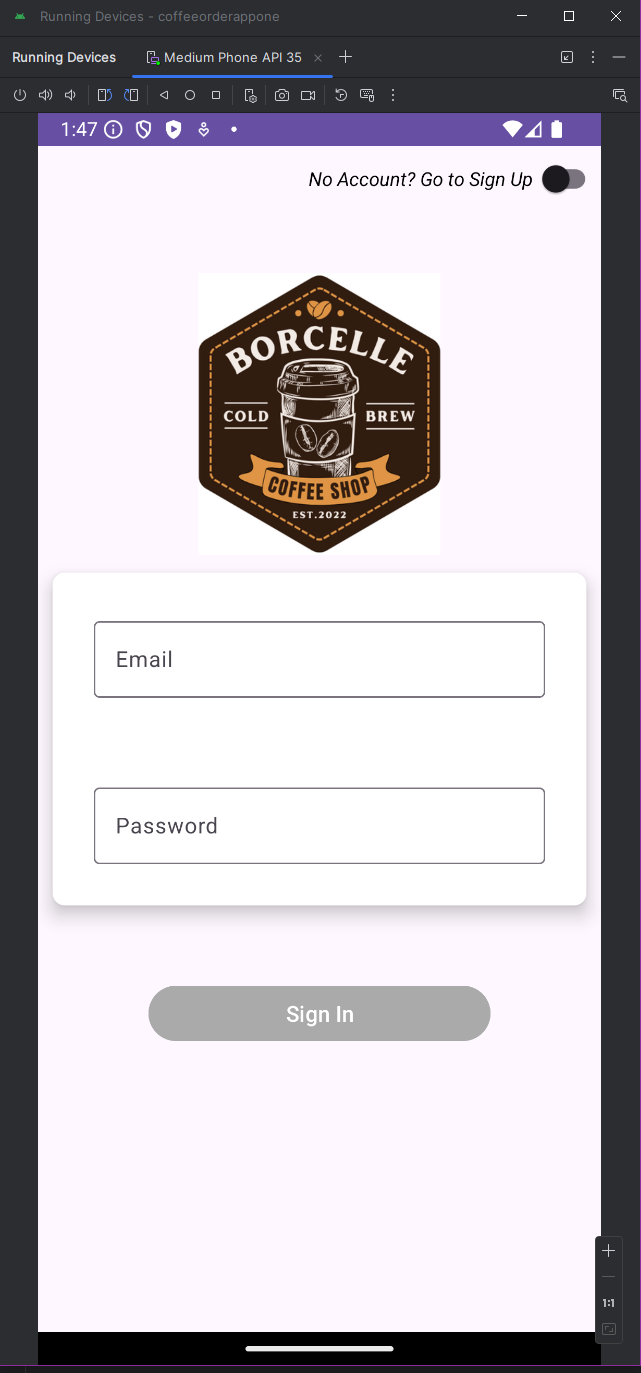 Running Devices - coffeeorderappone
Running Devices
Medium Phone API 35
1:47
No Account? Go to Sign Up
BORCELLE
COLD BREW
COFFEE SHOP
EST.2022
Email
Password
Sign In
1:1